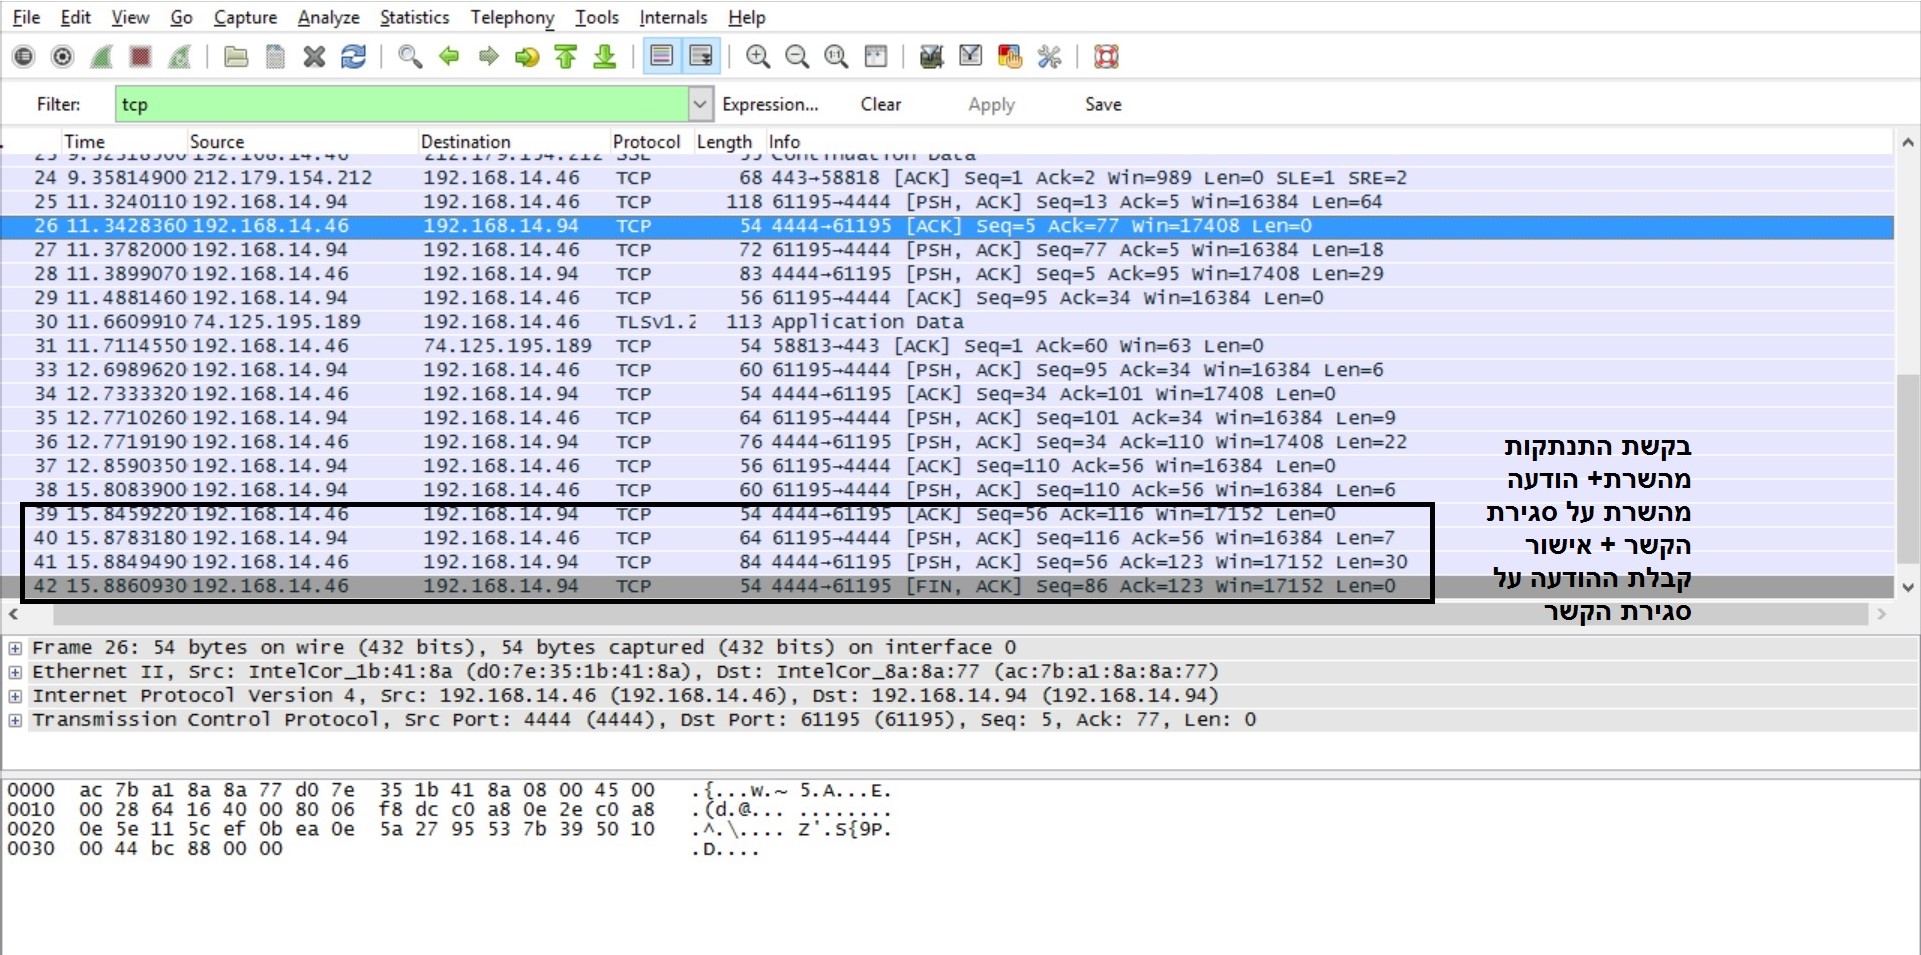 File Edit View Go Capture Analyze Statistics Telephony Tools Internals Help
Filter: tcp Expression... Clear Apply Save
Time Source Destination Protocol Length Info
24 9.35814900 212.179.154.212 192.168.14.46 TCP 68 443→58818 [ACK] Seq=1 Ack=2 Win=989 Len=0 SLE=1 SRE=2
25 11.3240110 192.168.14.94 192.168.14.46 TCP 118 61195→4444 [PSH, ACK] Seq=13 Ack=5 Win=16384 Len=64
26 11.3428360 192.168.14.46 192.168.14.94 TCP 54 4444→61195 [ACK] Seq=5 Ack=77 Win=17408 Len=0
27 11.3782000 192.168.14.94 192.168.14.46 TCP 72 61195→4444 [PSH, ACK] Seq=77 Ack=5 Win=16384 Len=18
28 11.3899070 192.168.14.46 192.168.14.94 TCP 83 4444→61195 [PSH, ACK] Seq=5 Ack=95 Win=17408 Len=29
29 11.4881460 192.168.14.94 192.168.14.46 TCP 56 61195→4444 [ACK] Seq=95 Ack=34 Win=16384 Len=0
30 11.6609910 74.125.195.189 192.168.14.46 TLSv1.2 113 Application Data
31 11.7114550 192.168.14.46 74.125.195.189 TCP 54 58813→443 [ACK] Seq=1 Ack=60 Win=63 Len=0
33 12.6989620 192.168.14.94 192.168.14.46 TCP 60 61195→4444 [PSH, ACK] Seq=95 Ack=34 Win=16384 Len=6
34 12.7333320 192.168.14.46 192.168.14.94 TCP 54 4444→61195 [ACK] Seq=34 Ack=101 Win=17408 Len=0
35 12.7710260 192.168.14.94 192.168.14.46 TCP 64 61195→4444 [PSH, ACK] Seq=101 Ack=34 Win=16384 Len=9
36 12.7719190 192.168.14.46 192.168.14.94 TCP 76 4444→61195 [PSH, ACK] Seq=34 Ack=110 Win=17408 Len=22
37 12.8590350 192.168.14.94 192.168.14.46 TCP 56 61195→4444 [ACK] Seq=110 Ack=56 Win=16384 Len=0
38 15.8083900 192.168.14.94 192.168.14.46 TCP 60 61195→4444 [PSH, ACK] Seq=110 Ack=56 Win=16384 Len=6
39 15.8459220 192.168.14.46 192.168.14.94 TCP 54 4444→61195 [ACK] Seq=56 Ack=116 Win=17152 Len=0
40 15.8783180 192.168.14.94 192.168.14.46 TCP 64 61195→4444 [PSH, ACK] Seq=116 Ack=56 Win=16384 Len=7
41 15.8849490 192.168.14.46 192.168.14.94 TCP 84 4444→61195 [PSH, ACK] Seq=56 Ack=123 Win=17152 Len=30
42 15.8860930 192.168.14.46 192.168.14.94 TCP 54 4444→61195 [FIN, ACK] Seq=86 Ack=123 Win=17152 Len=0
בקשת התנתקות
מהשרת+ הודעה
מהשרת על סגירת
הקשר + אישור
קבלת ההודעה על
סגירת הקשר
Frame 26: 54 bytes on wire (432 bits), 54 bytes captured (432 bits) on interface 0
Ethernet II, Src: IntelCor_1b:41:8a (d0:7e:35:1b:41:8a), Dst: IntelCor_8a:8a:77 (ac:7b:a1:8a:8a:77)
Internet Protocol Version 4, Src: 192.168.14.46 (192.168.14.46), Dst: 192.168.14.94 (192.168.14.94)
Transmission Control Protocol, Src Port: 4444 (4444), Dst Port: 61195 (61195), Seq: 5, Ack: 77, Len: 0
0000 ac 7b a1 8a 8a 77 d0 7e 35 1b 41 8a 08 00 45 00 .{...w.~ 5.A...E.
0010 00 28 64 16 40 00 80 06 f8 dc c0 a8 0e 2e c0 a8 .(d.@... ........
0020 0e 5e 11 5c ef 0b ea 0e 5a 27 95 53 7b 39 50 10 .^.\.... Z'.S{9P.
0030 00 44 bc 88 00 00 .D....